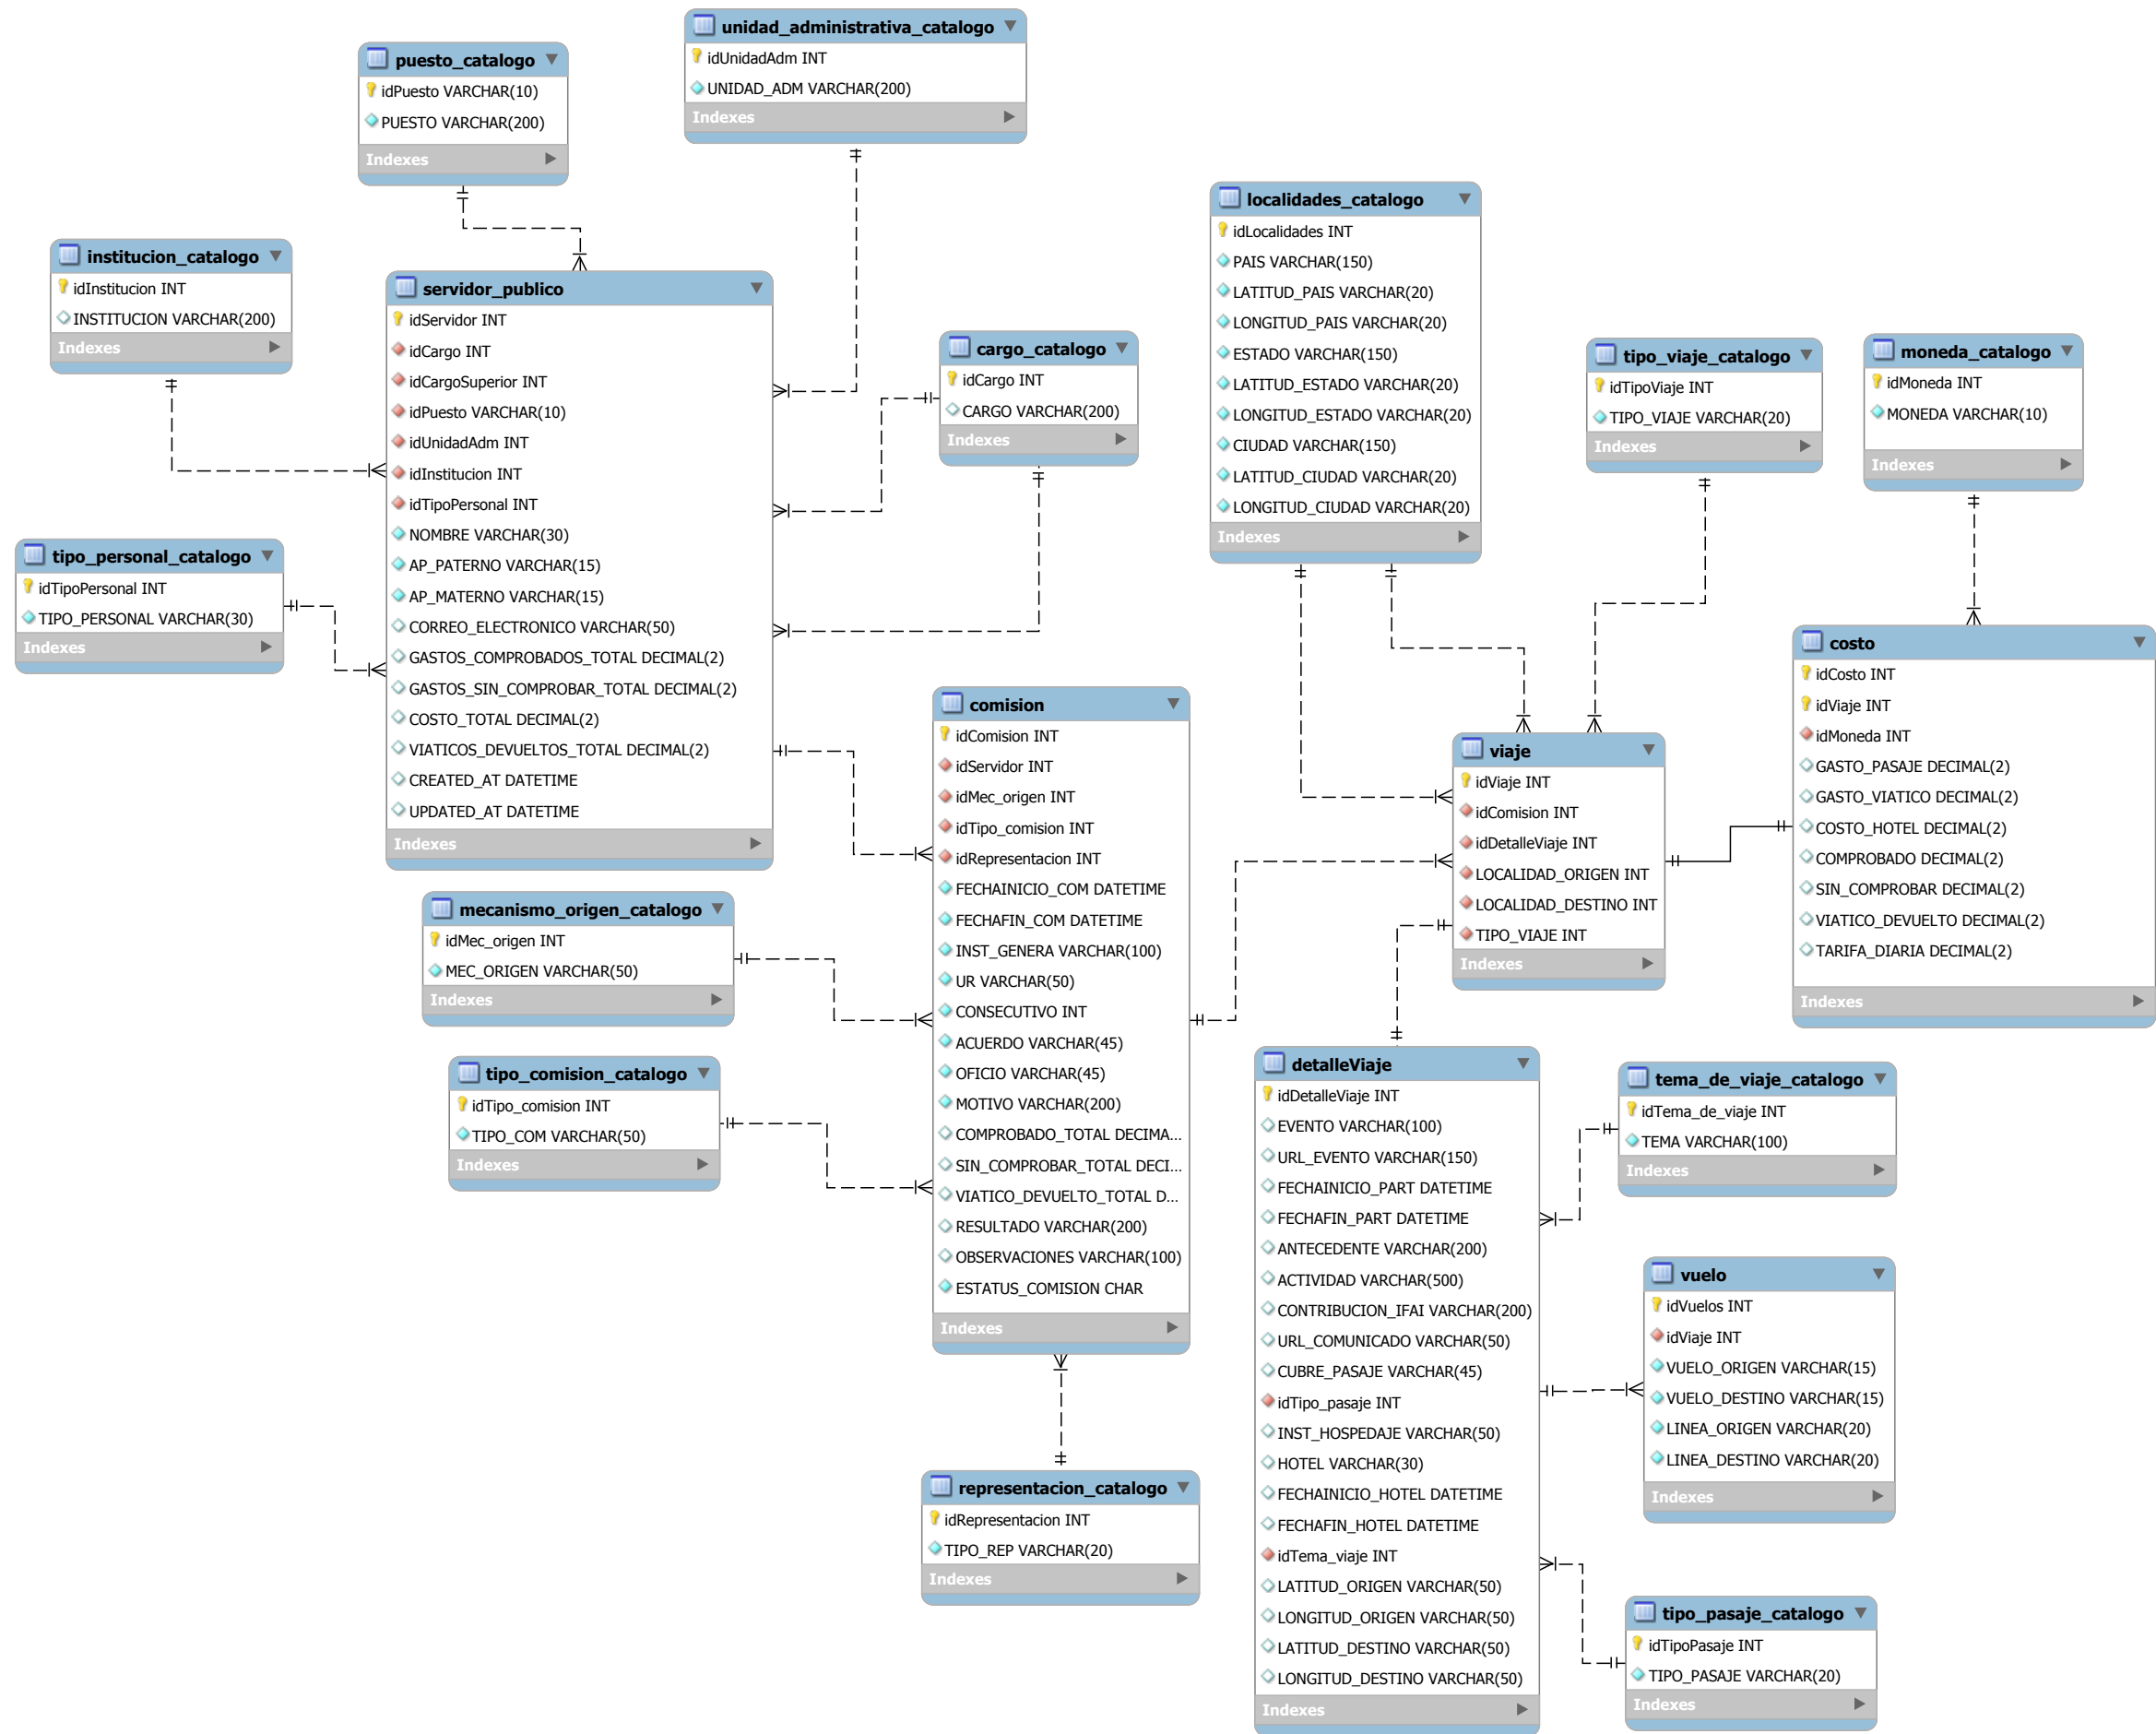 unidad_administrativa_catalogo
idUnidadAdm INT
UNIDAD_ADM VARCHAR(200)
Indexes
puesto_catalogo
idPuesto VARCHAR(10)
PUESTO VARCHAR(200)
Indexes
institucion_catalogo
idInstitucion INT
INSTITUCION VARCHAR(200)
Indexes
servidor_publico
idServidor INT
idCargo INT
idCargoSuperior INT
idPuesto VARCHAR(10)
idUnidadAdm INT
idInstitucion INT
idTipoPersonal INT
NOMBRE VARCHAR(30)
AP_PATERNO VARCHAR(15)
AP_MATERNO VARCHAR(15)
CORREO_ELECTRONICO VARCHAR(50)
GASTOS_COMPROBADOS_TOTAL DECIMAL(2)
GASTOS_SIN_COMPROBAR_TOTAL DECIMAL(2)
COSTO_TOTAL DECIMAL(2)
VIATICOS_DEVUELTOS_TOTAL DECIMAL(2)
CREATED_AT DATETIME
UPDATED_AT DATETIME
Indexes
cargo_catalogo
idCargo INT
CARGO VARCHAR(200)
Indexes
localidades_catalogo
idLocalidades INT
PAIS VARCHAR(150)
LATITUD_PAIS VARCHAR(20)
LONGITUD_PAIS VARCHAR(20)
ESTADO VARCHAR(150)
LATITUD_ESTADO VARCHAR(20)
LONGITUD_ESTADO VARCHAR(20)
CIUDAD VARCHAR(150)
LATITUD_CIUDAD VARCHAR(20)
LONGITUD_CIUDAD VARCHAR(20)
Indexes
tipo_viaje_catalogo
idTipoViaje INT
TIPO_VIAJE VARCHAR(20)
Indexes
moneda_catalogo
idMoneda INT
MONEDA VARCHAR(10)
Indexes
tipo_personal_catalogo
idTipoPersonal INT
TIPO_PERSONAL VARCHAR(30)
Indexes
costo
idCosto INT
idViaje INT
idMoneda INT
GASTO_PASAJE DECIMAL(2)
GASTO_VIATICO DECIMAL(2)
COSTO_HOTEL DECIMAL(2)
COMPROBADO DECIMAL(2)
SIN_COMPROBAR DECIMAL(2)
VIATICO_DEVUELTO DECIMAL(2)
TARIFA_DIARIA DECIMAL(2)
Indexes
comision
idComision INT
idServidor INT
idMec_origen INT
idTipo_comision INT
idRepresentacion INT
FECHAINICIO_COM DATETIME
FECHAFIN_COM DATETIME
INST_GENERA VARCHAR(100)
UR VARCHAR(50)
CONSECUTIVO INT
ACUERDO VARCHAR(45)
OFICIO VARCHAR(45)
MOTIVO VARCHAR(200)
COMPROBADO_TOTAL DECIMA...
SIN_COMPROBAR_TOTAL DECI...
VIATICO_DEVUELTO_TOTAL D...
RESULTADO VARCHAR(200)
OBSERVACIONES VARCHAR(100)
ESTATUS_COMISION CHAR
Indexes
viaje
idViaje INT
idComision INT
idDetalleViaje INT
LOCALIDAD_ORIGEN INT
LOCALIDAD_DESTINO INT
TIPO_VIAJE INT
Indexes
mecanismo_origen_catalogo
idMec_origen INT
MEC_ORIGEN VARCHAR(50)
Indexes
tipo_comision_catalogo
idTipo_comision INT
TIPO_COM VARCHAR(50)
Indexes
detalleViaje
idDetalleViaje INT
EVENTO VARCHAR(100)
URL_EVENTO VARCHAR(150)
FECHAINICIO_PART DATETIME
FECHAFIN_PART DATETIME
ANTECEDENTE VARCHAR(200)
ACTIVIDAD VARCHAR(500)
CONTRIBUCION_IFAI VARCHAR(200)
URL_COMUNICADO VARCHAR(50)
CUBRE_PASAJE VARCHAR(45)
idTipo_pasaje INT
INST_HOSPEDAJE VARCHAR(50)
HOTEL VARCHAR(30)
FECHAINICIO_HOTEL DATETIME
FECHAFIN_HOTEL DATETIME
idTema_viaje INT
LATITUD_ORIGEN VARCHAR(50)
LONGITUD_ORIGEN VARCHAR(50)
LATITUD_DESTINO VARCHAR(50)
LONGITUD_DESTINO VARCHAR(50)
Indexes
tema_de_viaje_catalogo
idTema_de_viaje INT
TEMA VARCHAR(100)
Indexes
vuelo
idVuelos INT
idViaje INT
VUELO_ORIGEN VARCHAR(15)
VUELO_DESTINO VARCHAR(15)
LINEA_ORIGEN VARCHAR(20)
LINEA_DESTINO VARCHAR(20)
Indexes
representacion_catalogo
idRepresentacion INT
TIPO_REP VARCHAR(20)
Indexes
tipo_pasaje_catalogo
idTipoPasaje INT
TIPO_PASAJE VARCHAR(20)
Indexes